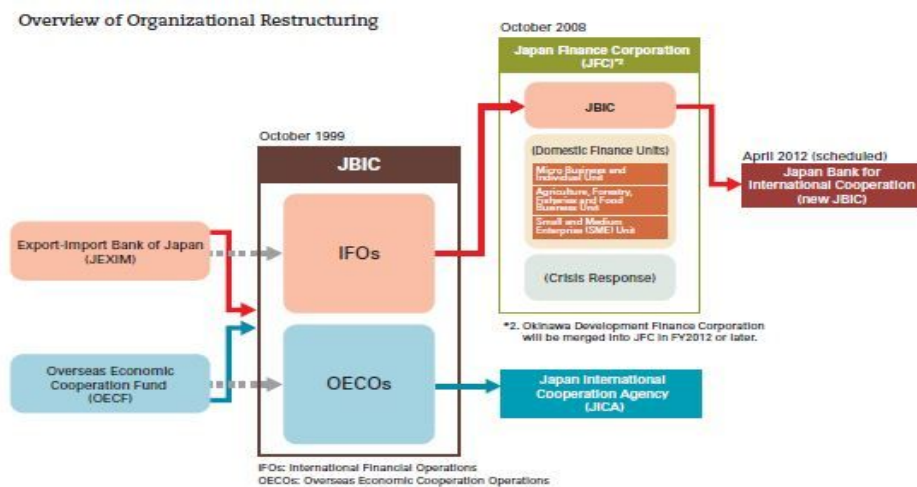 Overview of Organizational Restructuring
October 2008
Japan Finance Corporation
(JFC)*2
JBIC
(Domestic Finance Units)
Micro Business and
Individual Unit
Agriculture, Forestry,
Fisheries and Food
Business Unit
Small and Medium
Enterprise (SME) Unit
(Crisis Response)
*2. Okinawa Development Finance Corporation
will be merged into JFC in FY2012 or later.
October 1999
JBIC
IFOs
OECOs
IFOs: International Financial Operations
OECOs: Overseas Economic Cooperation Operations
Export-Import Bank of Japan
(JEXIM)
Overseas Economic
Cooperation Fund
(OECF)
April 2012 (scheduled)
Japan Bank for
International Cooperation
(new JBIC)
Japan International
Cooperation Agency
(JICA)